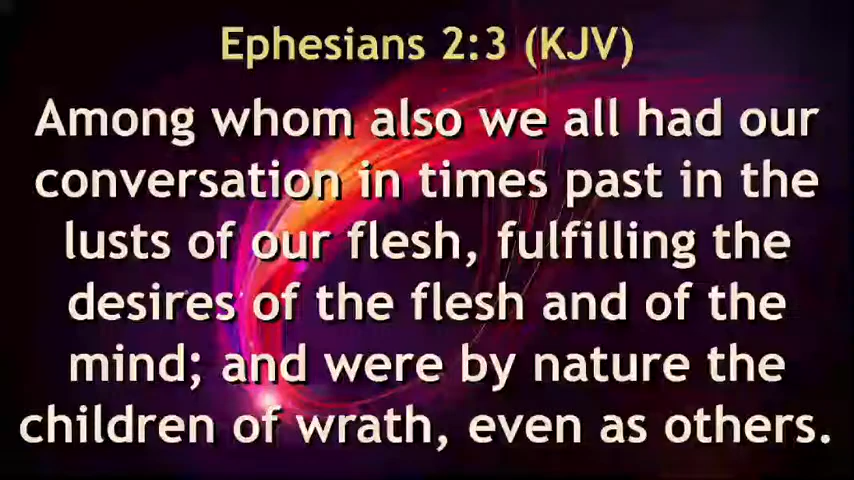 Ephesians 2:3 (KJV)
Among whom also we all had our
conversation in times past in the
lusts of our flesh, fulfilling the
desires of the flesh and of the
mind; and were by nature the
children of wrath, even as others.